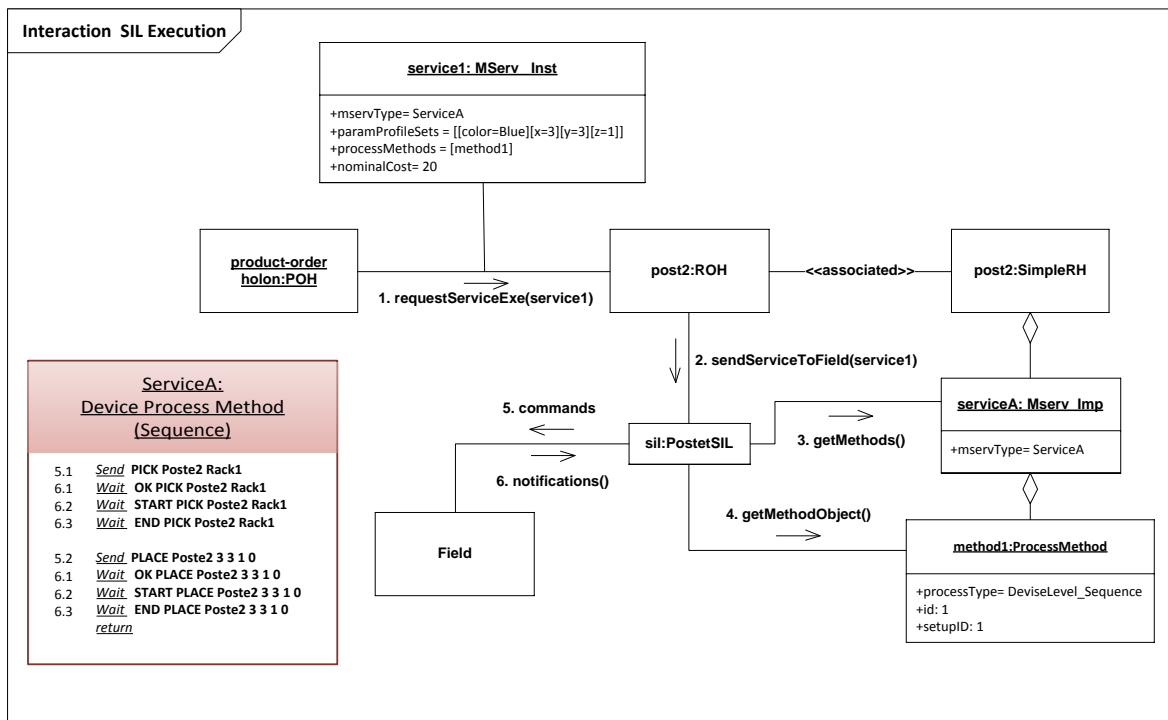 Interaction  SIL Execution
service1: MServ_Inst
+mservType= ServiceA
+paramProfileSets = [[color=Blue][x=3][y=3][z=1]]
+processMethods = [method1]
+nominalCost= 20
product-order
holon:POH
post2:ROH
<<associated>>
post2:SimpleRH
1. requestServiceExe(service1)
2. sendServiceToField(service1)
ServiceA:
Device Process Method
(Sequence)
5.1 Send PICK Poste2 Rack1
6.1 Wait OK PICK Poste2 Rack1
6.2 Wait START PICK Poste2 Rack1
6.3 Wait END PICK Poste2 Rack1
5.2 Send PLACE Poste2 3 3 1 0
6.1 Wait OK PLACE Poste2 3 3 1 0
6.2 Wait START PLACE Poste2 3 3 1 0
6.3 Wait END PLACE Poste2 3 3 1 0
return
5. commands
6. notifications()
sil:PostetSIL
3. getMethods()
serviceA: Mserv_Imp
+mservType= ServiceA
4. getMethodObject()
Field
method1:ProcessMethod
+processType= DeviseLevel_Sequence
+id: 1
+setupID: 1